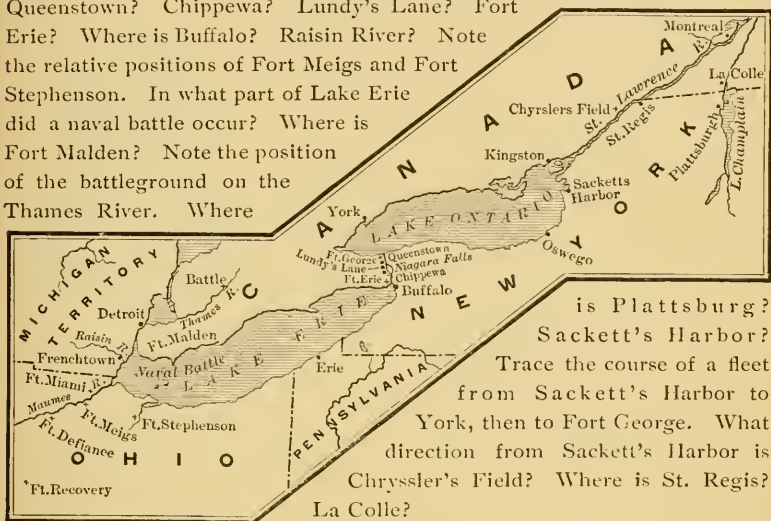 Queenstown? Chippewa? Lundy's Lane? Fort
Erie? Where is Buffalo? Raisin River? Note
the relative positions of Fort Meigs and Fort
Stephenson. In what part of Lake Erie
did a naval battle occur? Where is
Fort Malden? Note the position
of the battleground on the
Thames River. Where
is Plattsburg?
Sackett's Harbor?
Trace the course of a fleet
from Sackett's Harbor to
York, then to Fort George. What
direction from Sackett's Harbor is
Chryssler's Field? Where is St. Regis?
La Colle?
CANADA
Montreal
La Colle
St. Lawrence R.
Chyrslers Field
St. Regis
Plattsburgh
L. Champlain
Kingston
Sacketts
Harbor
York
LAKE ONTARIO
Oswego
NEW YORK
Ft. George
Queenstown
Lundy's Lane
Niagara Falls
Ft. Erie
Chippewa
Buffalo
MICHIGAN
TERRITORY
Battle
Thames R.
Detroit
Ft. Malden
Raisin R.
Frenchtown
Naval Battle
LAKE ERIE
Erie
Ft. Miami
Maumee R.
Ft. Meigs
Ft. Stephenson
Ft. Defianee
PENNSYLVANIA
OHIO
Ft. Recovery